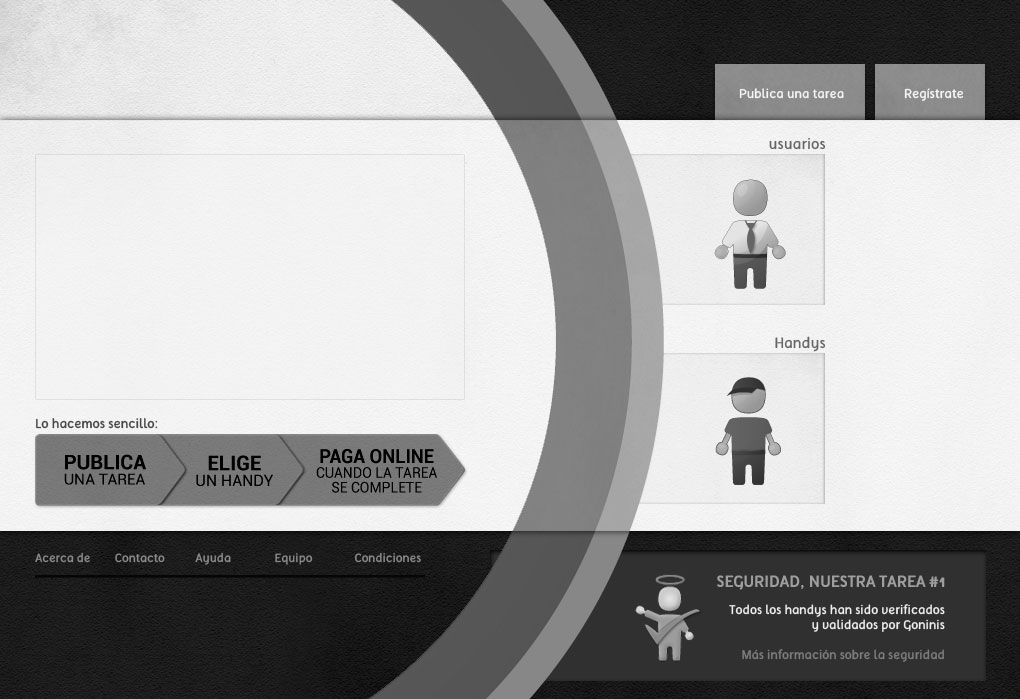 Publica una tarea
Regístrate
usuarios
Handys
Lo hacemos sencillo:
PUBLICA
UNA TAREA
ELIGE
UN HANDY
PAGA ONLINE
CUANDO LA TAREA
SE COMPLETE
Acerca de
Contacto
Ayuda
Equipo
Condiciones
SEGURIDAD, NUESTRA TAREA #1
Todos los handys han sido verificados
y validados por Goninis
Más información sobre la seguridad